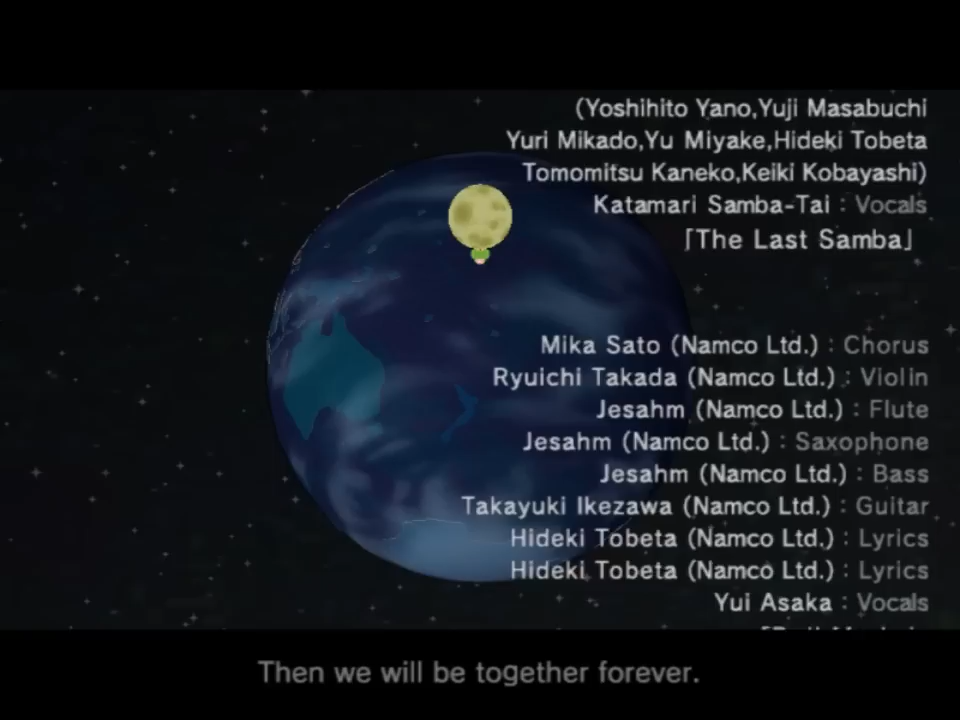 (Yoshihito Yano,Yuji Masabuchi
Yuri Mikado,Yu Miyake,Hideki Tobeta
Tomomitsu Kaneko,Keiki Kobayashi)
Katamari Samba-Tai : Vocals
｢The Last Samba｣
Mika Sato (Namco Ltd.) : Chorus
Ryuichi Takada (Namco Ltd.) : Violin
Jesahm (Namco Ltd.) : Flute
Jesahm (Namco Ltd.) : Saxophone
Jesahm (Namco Ltd.) : Bass
Takayuki Ikezawa (Namco Ltd.) : Guitar
Hideki Tobeta (Namco Ltd.) : Lyrics
Hideki Tobeta (Namco Ltd.) : Lyrics
Yui Asaka : Vocals
Then we will be together forever.